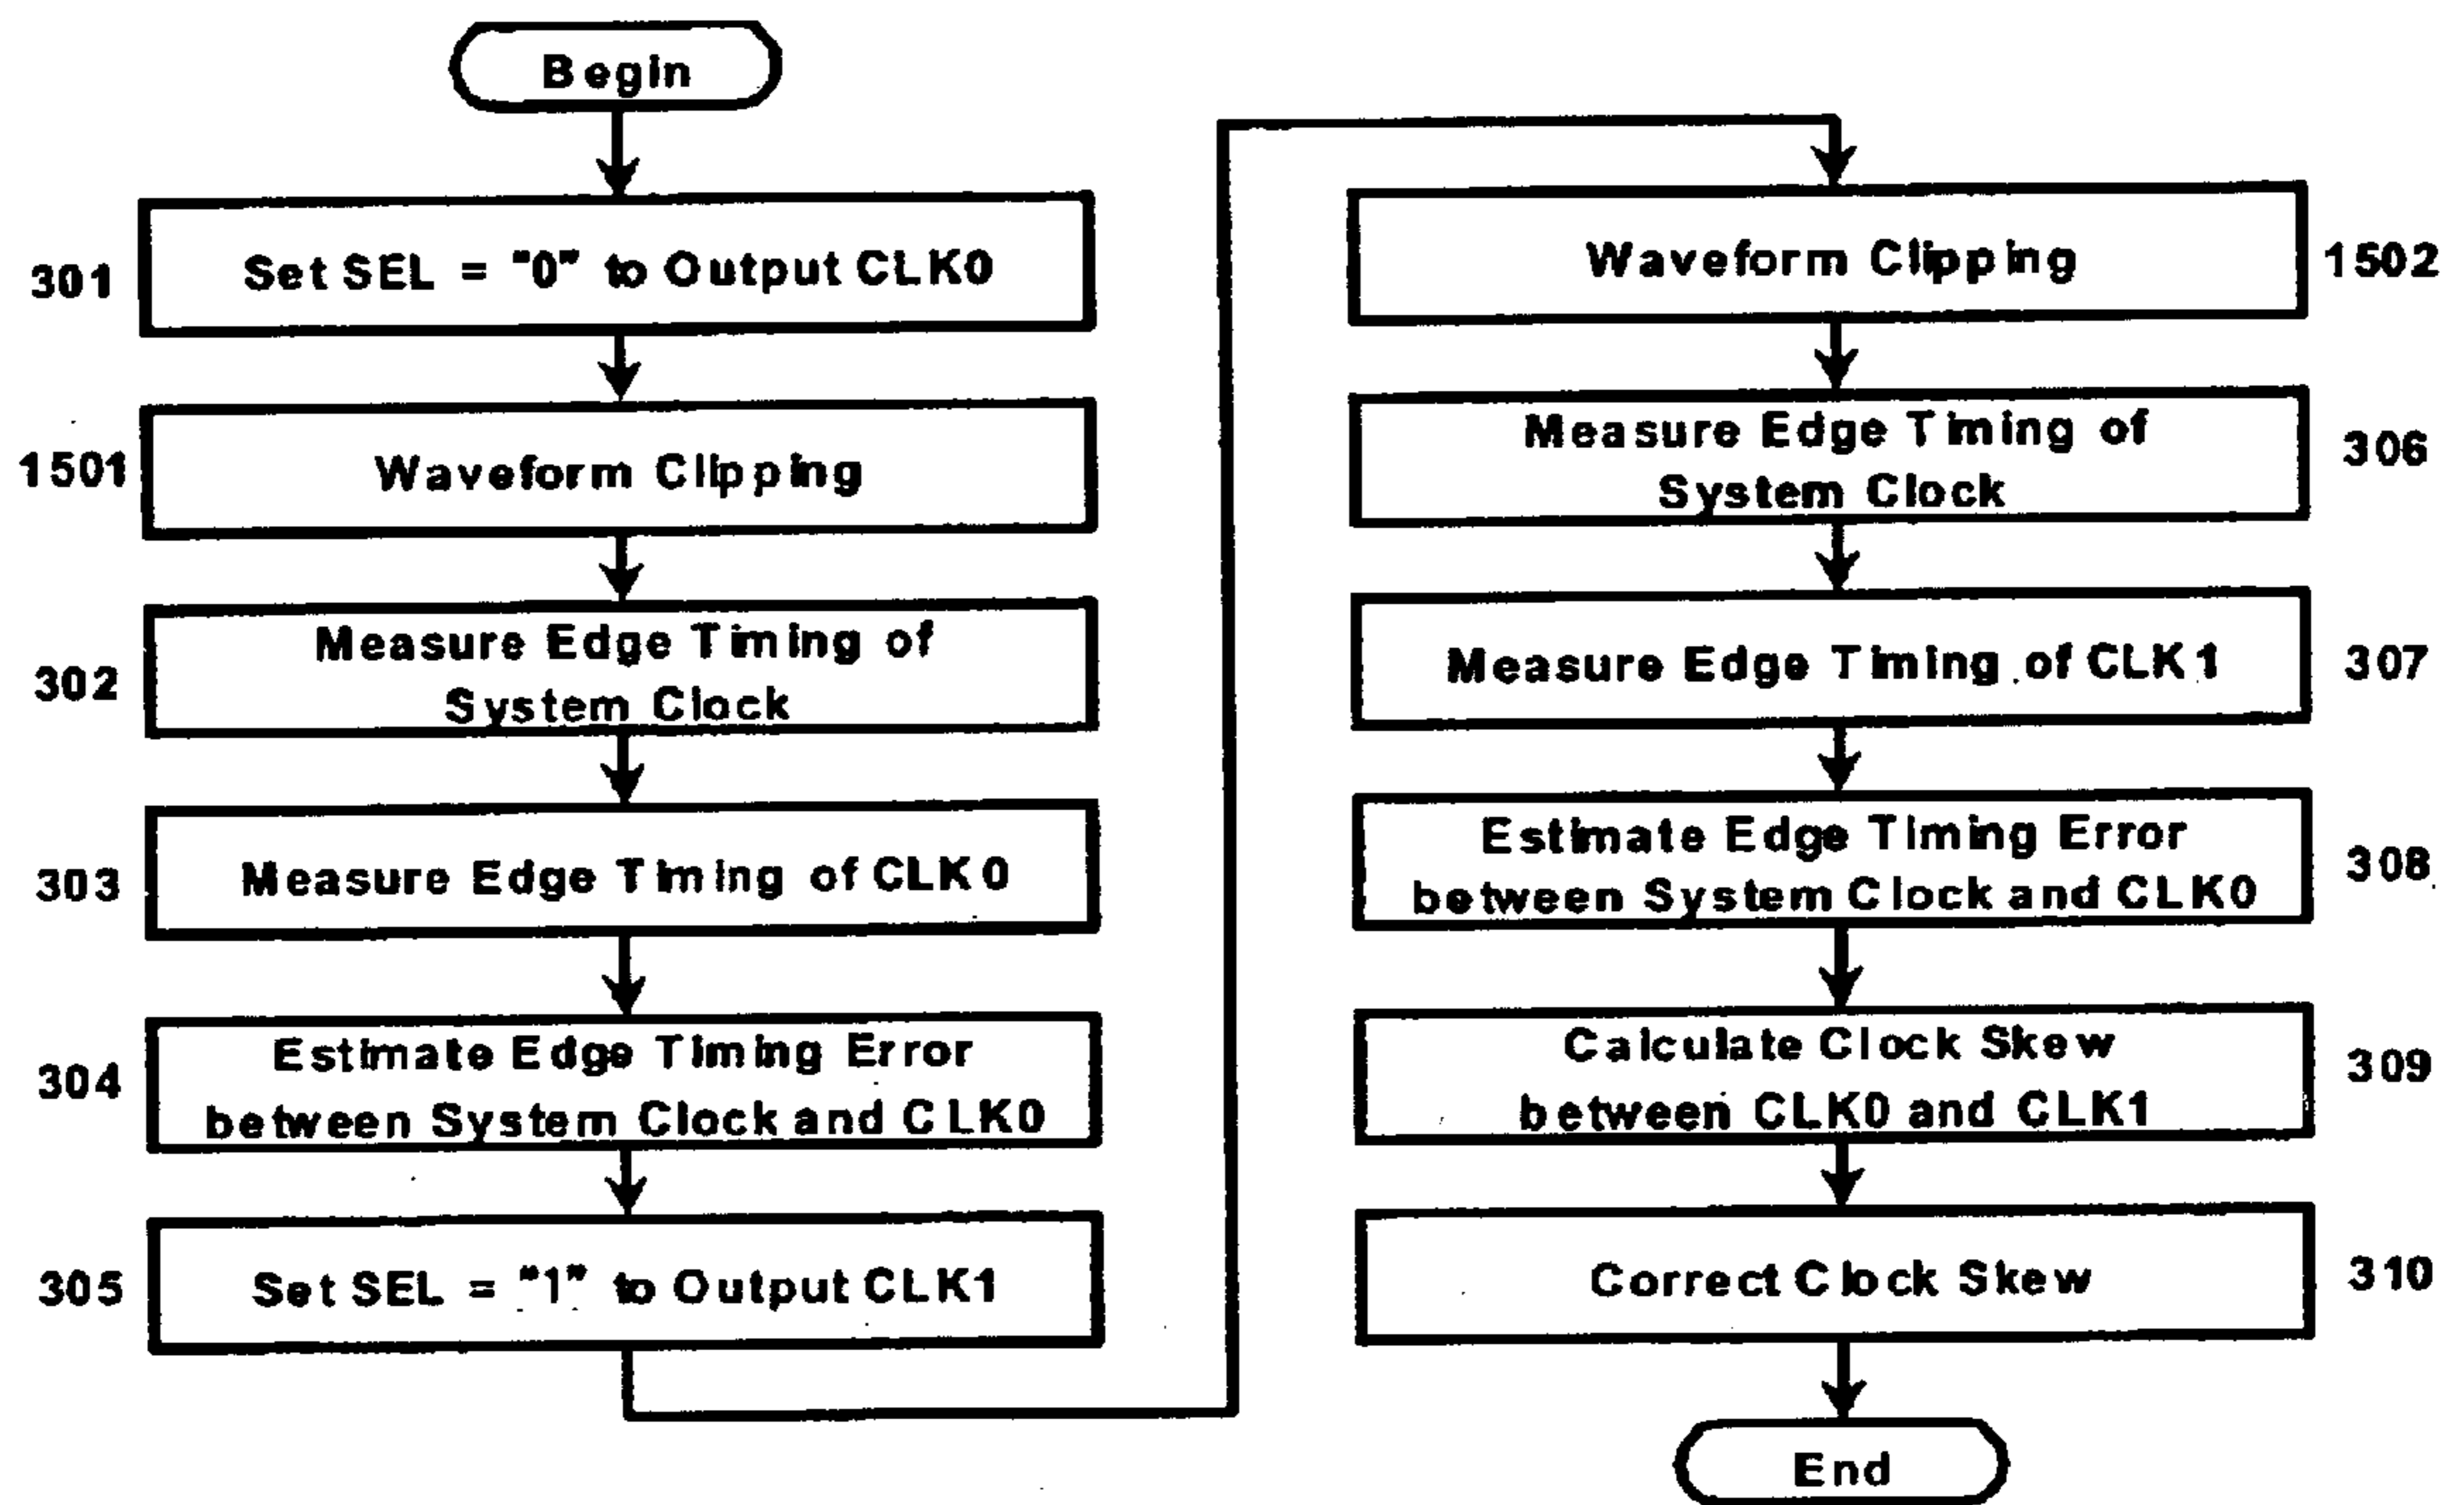 Begin
301
Set SEL = "0" to Output CLK0
1501
Waveform Clipping
302
Measure Edge Timing of
System Clock
303
Measure Edge Timing of CLK0
304
Estimate Edge Timing Error
between System Clock and CLK0
305
Set SEL = "1" to Output CLK1
Waveform Clipping
1502
Measure Edge Timing of
System Clock
306
Measure Edge Timing of CLK1
307
Estimate Edge Timing Error
between System Clock and CLK0
308
Calculate Clock Skew
between CLK0 and CLK1
309
Correct Clock Skew
310
End